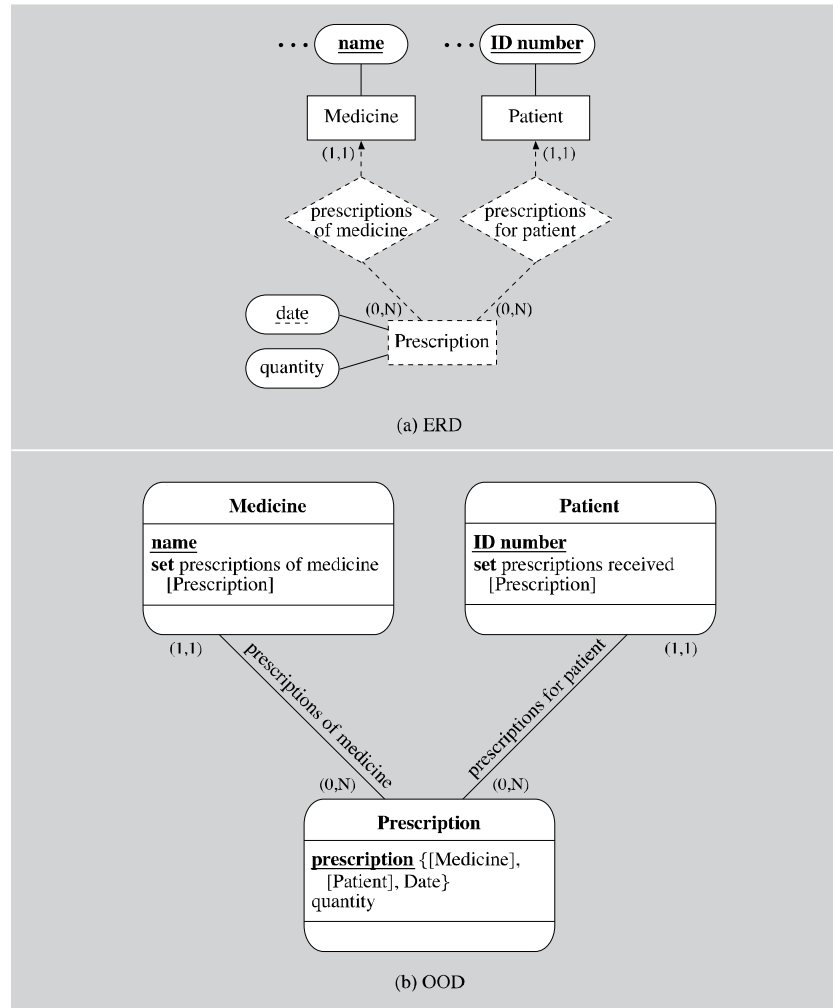 ... name
... ID number
Medicine
Patient
(1,1)
(1,1)
prescriptions
of medicine
prescriptions
for patient
(0,N)
(0,N)
date
Prescription
quantity
(a) ERD
Medicine
name
set prescriptions of medicine
[Prescription]
Patient
ID number
set prescriptions received
[Prescription]
(1,1)
(1,1)
prescriptions of medicine
prescriptions for patient
(0,N)
(0,N)
Prescription
prescription {[Medicine],
[Patient], Date}
quantity
(b) OOD